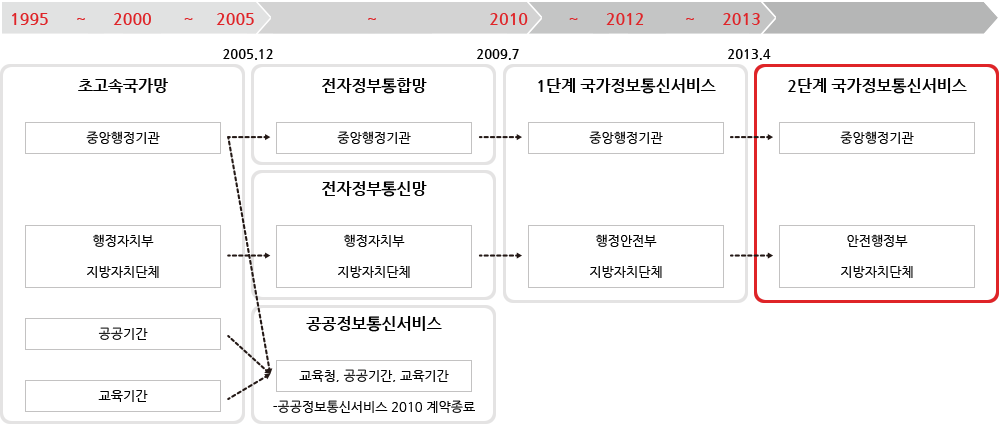 1995 ~ 2000 ~ 2005 ~ 2010 ~ 2012 ~ 2013
2005.12 2009.7 2013.4
초고속국가망
중앙행정기관
행정자치부
지방자치단체
공공기간
교육기간
전자정부통합망
중앙행정기관
전자정부통신망
행정자치부
지방자치단체
공공정보통신서비스
교육청, 공공기간, 교육기간
-공공정보통신서비스 2010 계약종료
1단계 국가정보통신서비스
중앙행정기관
행정안전부
지방자치단체
2단계 국가정보통신서비스
중앙행정기관
안전행정부
지방자치단체